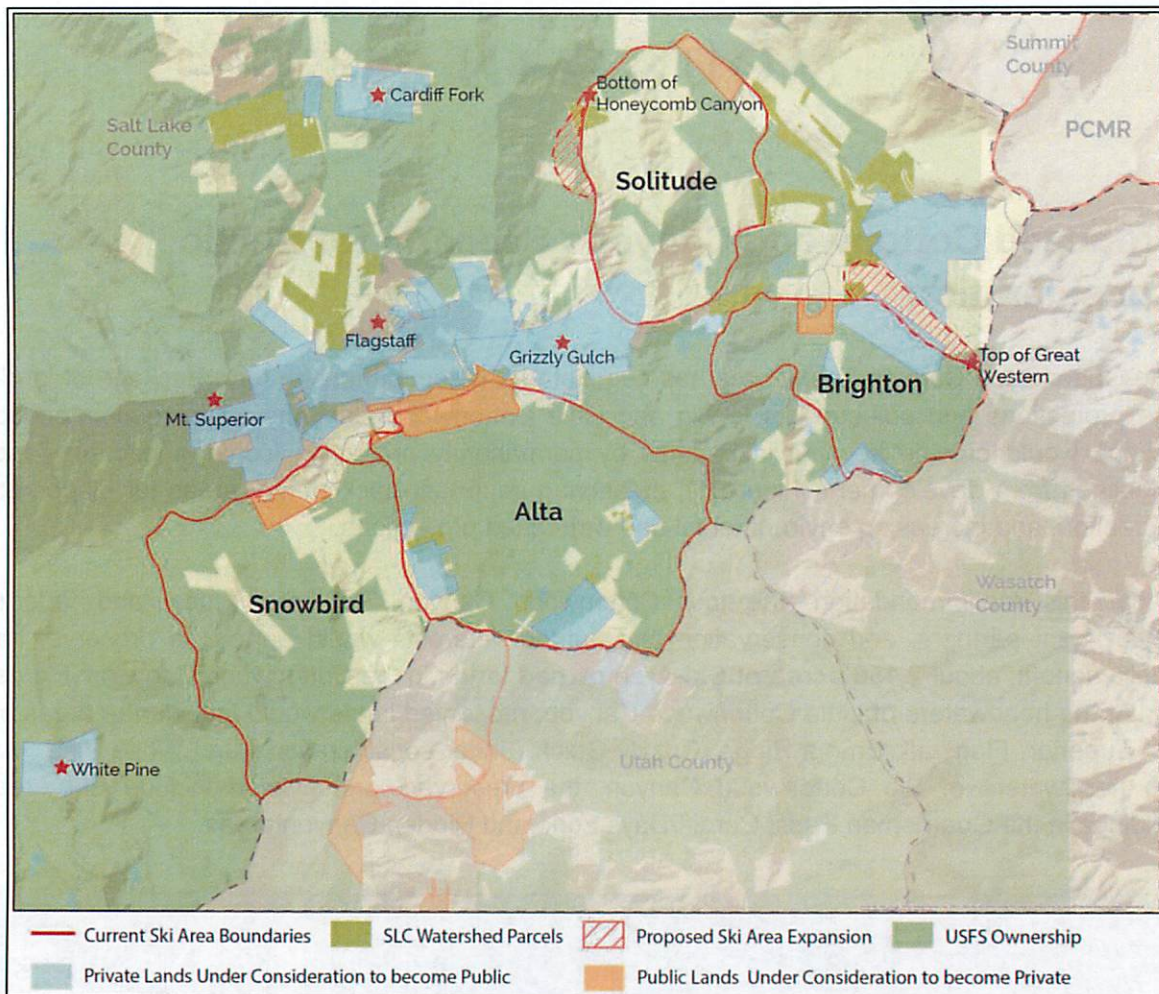 Summit
County
PCMR
Bottom of
Honeycomb Canyon
Cardiff Fork
Salt Lake
County
Solitude
Flagstaff
Grizzly Gulch
Top of Great
Western
Brighton
Mt. Superior
Alta
Snowbird
Wasatch
County
White Pine
Utah County
Current Ski Area Boundaries
SLC Watershed Parcels
Proposed Ski Area Expansion
USFS Ownership
Private Lands Under Consideration to become Public
Public Lands Under Consideration to become Private